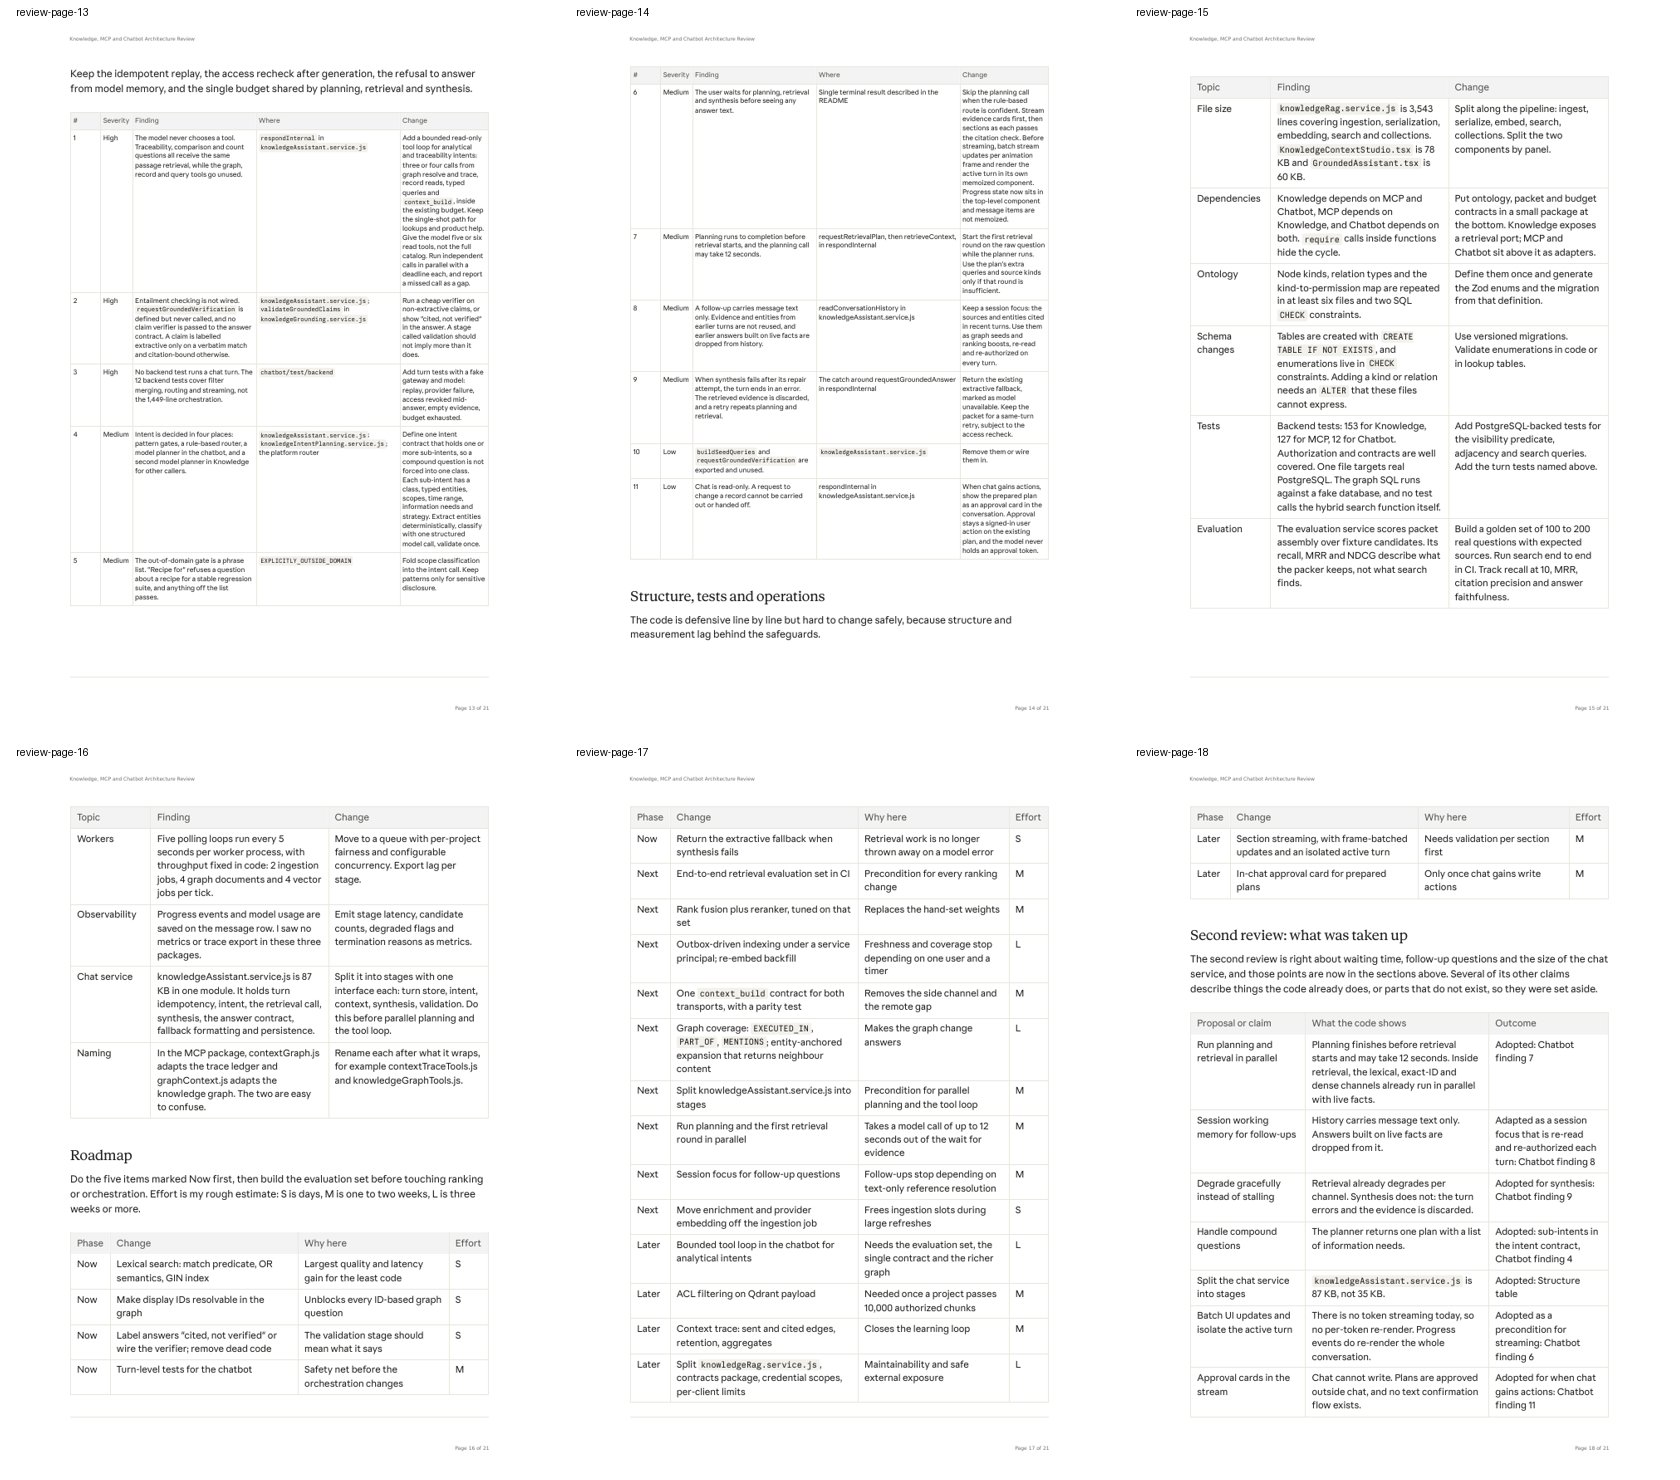 review-page-13
Knowledge, MCP and Chatbot Architecture Review
Keep the idempotent replay, the access recheck after generation, the refusal to answer
from model memory, and the single budget shared by planning, retrieval and synthesis.
# Severity Finding Where Change
1 High
The model never chooses a tool.
Traceability, comparison and count
questions all receive the same
passage retrieval, while the graph,
record and query tools go unused.
respondInternal in
knowledgeAssistant.service.js
Add a bounded read-only
tool loop for analytical
and traceability intents:
three or four calls from
graph resolve and trace,
record reads, typed
queries and
context_build, inside
the existing budget. Keep
the single-shot path for
lookups and product help.
Give the model five or six
read tools, not the full
catalog. Run independent
calls in parallel with a
deadline each, and report
a missed call as a gap.
2 High
Entailment checking is not wired.
requestGroundedVerification is
defined but never called, and no
claim verifier is passed to the answer
contract. A claim is labelled
extractive only on a verbatim match
and citation-bound otherwise.
knowledgeAssistant.service.js;
validateGroundedClaims in
knowledgeGrounding.service.js
Run a cheap verifier on
non-extractive claims, or
show "cited, not verified"
in the answer. A stage
called validation should
not imply more than it
does.
3 High
No backend test runs a chat turn. The
12 backend tests cover filter
merging, routing and streaming, not
the 1,449-line orchestration.
chatbot/test/backend
Add turn tests with a fake
gateway and model:
replay, provider failure,
access revoked mid-
answer, empty evidence,
budget exhausted.
4 Medium
Intent is decided in four places:
pattern gates, a rule-based router, a
model planner in the chatbot, and a
second model planner in Knowledge
for other callers.
knowledgeAssistant.service.js;
knowledgeIntentPlanning.service.js;
the platform router
Define one intent
contract that holds one or
more sub-intents, so a
compound question is not
forced into one class.
Each sub-intent has a
class, typed entities,
scopes, time range,
information needs and
strategy. Extract entities
deterministically, classify
with one structured
model call, validate once.
5 Medium
The out-of-domain gate is a phrase
list. "Recipe for" refuses a question
about a recipe for a stable regression
suite, and anything off the list
passes.
EXPLICITLY_OUTSIDE_DOMAIN
Fold scope classification
into the intent call. Keep
patterns only for sensitive
disclosure.
Page 13 of 21
review-page-14
Knowledge, MCP and Chatbot Architecture Review
# Severity Finding Where Change
6 Medium
The user waits for planning, retrieval
and synthesis before seeing any
answer text.
Single terminal result described in the
README
Skip the planning call
when the rule-based
route is confident. Stream
evidence cards first, then
sections as each passes
the citation check. Before
streaming, batch stream
updates per animation
frame and render the
active turn in its own
memoized component.
Progress state now sits in
the top-level component
and message items are
not memoized.
7 Medium
Planning runs to completion before
retrieval starts, and the planning call
may take 12 seconds.
requestRetrievalPlan, then retrieveContext,
in respondInternal
Start the first retrieval
round on the raw question
while the planner runs.
Use the plan's extra
queries and source kinds
only if that round is
insufficient.
8 Medium
A follow-up carries message text
only. Evidence and entities from
earlier turns are not reused, and
earlier answers built on live facts are
dropped from history.
readConversationHistory in
knowledgeAssistant.service.js
Keep a session focus: the
sources and entities cited
in recent turns. Use them
as graph seeds and
ranking boosts, re-read
and re-authorized on
every turn.
9 Medium
When synthesis fails after its repair
attempt, the turn ends in an error.
The retrieved evidence is discarded,
and a retry repeats planning and
retrieval.
The catch around requestGroundedAnswer
in respondInternal
Return the existing
extractive fallback,
marked as model
unavailable. Keep the
packet for a same-turn
retry, subject to the
access recheck.
10 Low
buildSeedQueries and
requestGroundedVerification are
exported and unused.
knowledgeAssistant.service.js
Remove them or wire
them in.
11 Low
Chat is read-only. A request to
change a record cannot be carried
out or handed off.
respondInternal in
knowledgeAssistant.service.js
When chat gains actions,
show the prepared plan
as an approval card in the
conversation. Approval
stays a signed-in user
action on the existing
plan, and the model never
holds an approval token.
Structure, tests and operations
The code is defensive line by line but hard to change safely, because structure and
measurement lag behind the safeguards.
Page 14 of 21
review-page-15
Knowledge, MCP and Chatbot Architecture Review
Topic Finding Change
File size
knowledgeRag.service.js is 3,543
lines covering ingestion, serialization,
embedding, search and collections.
KnowledgeContextStudio.tsx is 78
KB and GroundedAssistant.tsx is
60 KB.
Split along the pipeline: ingest,
serialize, embed, search,
collections. Split the two
components by panel.
Dependencies
Knowledge depends on MCP and
Chatbot, MCP depends on
Knowledge, and Chatbot depends on
both. require calls inside functions
hide the cycle.
Put ontology, packet and budget
contracts in a small package at
the bottom. Knowledge exposes
a retrieval port; MCP and
Chatbot sit above it as adapters.
Ontology
Node kinds, relation types and the
kind-to-permission map are repeated
in at least six files and two SQL
CHECK constraints.
Define them once and generate
the Zod enums and the migration
from that definition.
Schema
changes
Tables are created with CREATE
TABLE IF NOT EXISTS, and
enumerations live in CHECK
constraints. Adding a kind or relation
needs an ALTER that these files
cannot express.
Use versioned migrations.
Validate enumerations in code or
in lookup tables.
Tests
Backend tests: 153 for Knowledge,
127 for MCP, 12 for Chatbot.
Authorization and contracts are well
covered. One file targets real
PostgreSQL. The graph SQL runs
against a fake database, and no test
calls the hybrid search function itself.
Add PostgreSQL-backed tests for
the visibility predicate,
adjacency and search queries.
Add the turn tests named above.
Evaluation
The evaluation service scores packet
assembly over fixture candidates. Its
recall, MRR and NDCG describe what
the packer keeps, not what search
finds.
Build a golden set of 100 to 200
real questions with expected
sources. Run search end to end
in CI. Track recall at 10, MRR,
citation precision and answer
faithfulness.
Page 15 of 21
review-page-16
Knowledge, MCP and Chatbot Architecture Review
Topic Finding Change
Workers
Five polling loops run every 5
seconds per worker process, with
throughput fixed in code: 2 ingestion
jobs, 4 graph documents and 4 vector
jobs per tick.
Move to a queue with per-project
fairness and configurable
concurrency. Export lag per
stage.
Observability
Progress events and model usage are
saved on the message row. I saw no
metrics or trace export in these three
packages.
Emit stage latency, candidate
counts, degraded flags and
termination reasons as metrics.
Chat service
knowledgeAssistant.service.js is 87
KB in one module. It holds turn
idempotency, intent, the retrieval call,
synthesis, the answer contract,
fallback formatting and persistence.
Split it into stages with one
interface each: turn store, intent,
context, synthesis, validation. Do
this before parallel planning and
the tool loop.
Naming
In the MCP package, contextGraph.js
adapts the trace ledger and
graphContext.js adapts the
knowledge graph. The two are easy
to confuse.
Rename each after what it wraps,
for example contextTraceTools.js
and knowledgeGraphTools.js.
Roadmap
Do the five items marked Now first, then build the evaluation set before touching ranking
or orchestration. Effort is my rough estimate: S is days, M is one to two weeks, L is three
weeks or more.
Phase Change Why here Effort
Now
Lexical search: match predicate, OR
semantics, GIN index
Largest quality and latency
gain for the least code
S
Now
Make display IDs resolvable in the
graph
Unblocks every ID-based graph
question
S
Now
Label answers "cited, not verified" or
wire the verifier; remove dead code
The validation stage should
mean what it says
S
Now
Turn-level tests for the chatbot
Safety net before the
orchestration changes
M
Page 16 of 21
review-page-17
Knowledge, MCP and Chatbot Architecture Review
Phase Change Why here Effort
Now
Return the extractive fallback when
synthesis fails
Retrieval work is no longer
thrown away on a model error
S
Next
End-to-end retrieval evaluation set in CI
Precondition for every ranking
change
M
Next
Rank fusion plus reranker, tuned on that
set
Replaces the hand-set weights
M
Next
Outbox-driven indexing under a service
principal; re-embed backfill
Freshness and coverage stop
depending on one user and a
timer
L
Next
One context_build contract for both
transports, with a parity test
Removes the side channel and
the remote gap
M
Next
Graph coverage: EXECUTED_IN,
PART_OF, MENTIONS; entity-anchored
expansion that returns neighbour
content
Makes the graph change
answers
L
Next
Split knowledgeAssistant.service.js into
stages
Precondition for parallel
planning and the tool loop
M
Next
Run planning and the first retrieval
round in parallel
Takes a model call of up to 12
seconds out of the wait for
evidence
M
Next
Session focus for follow-up questions
Follow-ups stop depending on
text-only reference resolution
M
Next
Move enrichment and provider
embedding off the ingestion job
Frees ingestion slots during
large refreshes
S
Later
Bounded tool loop in the chatbot for
analytical intents
Needs the evaluation set, the
single contract and the richer
graph
L
Later
ACL filtering on Qdrant payload
Needed once a project passes
10,000 authorized chunks
M
Later
Context trace: sent and cited edges,
retention, aggregates
Closes the learning loop
M
Later
Split knowledgeRag.service.js,
contracts package, credential scopes,
per-client limits
Maintainability and safe
external exposure
L
Page 17 of 21
review-page-18
Knowledge, MCP and Chatbot Architecture Review
Phase Change Why here Effort
Later
Section streaming, with frame-batched
updates and an isolated active turn
Needs validation per section
first
M
Later
In-chat approval card for prepared
plans
Only once chat gains write
actions
M
Second review: what was taken up
The second review is right about waiting time, follow-up questions and the size of the chat
service, and those points are now in the sections above. Several of its other claims
describe things the code already does, or parts that do not exist, so they were set aside.
Proposal or claim What the code shows Outcome
Run planning and
retrieval in parallel
Planning finishes before retrieval
starts and may take 12 seconds. Inside
retrieval, the lexical, exact-ID and
dense channels already run in parallel
with live facts.
Adopted: Chatbot
finding 7
Session working
memory for follow-ups
History carries message text only.
Answers built on live facts are
dropped from it.
Adapted as a session
focus that is re-read
and re-authorized each
turn: Chatbot finding 8
Degrade gracefully
instead of stalling
Retrieval already degrades per
channel. Synthesis does not: the turn
errors and the evidence is discarded.
Adopted for synthesis:
Chatbot finding 9
Handle compound
questions
The planner returns one plan with a list
of information needs.
Adopted: sub-intents in
the intent contract,
Chatbot finding 4
Split the chat service
into stages
knowledgeAssistant.service.js is
87 KB, not 35 KB.
Adopted: Structure
table
Batch UI updates and
isolate the active turn
There is no token streaming today, so
no per-token re-render. Progress
events do re-render the whole
conversation.
Adopted as a
precondition for
streaming: Chatbot
finding 6
Approval cards in the
stream
Chat cannot write. Plans are approved
outside chat, and no text confirmation
flow exists.
Adopted for when chat
gains actions: Chatbot
finding 11
Page 18 of 21